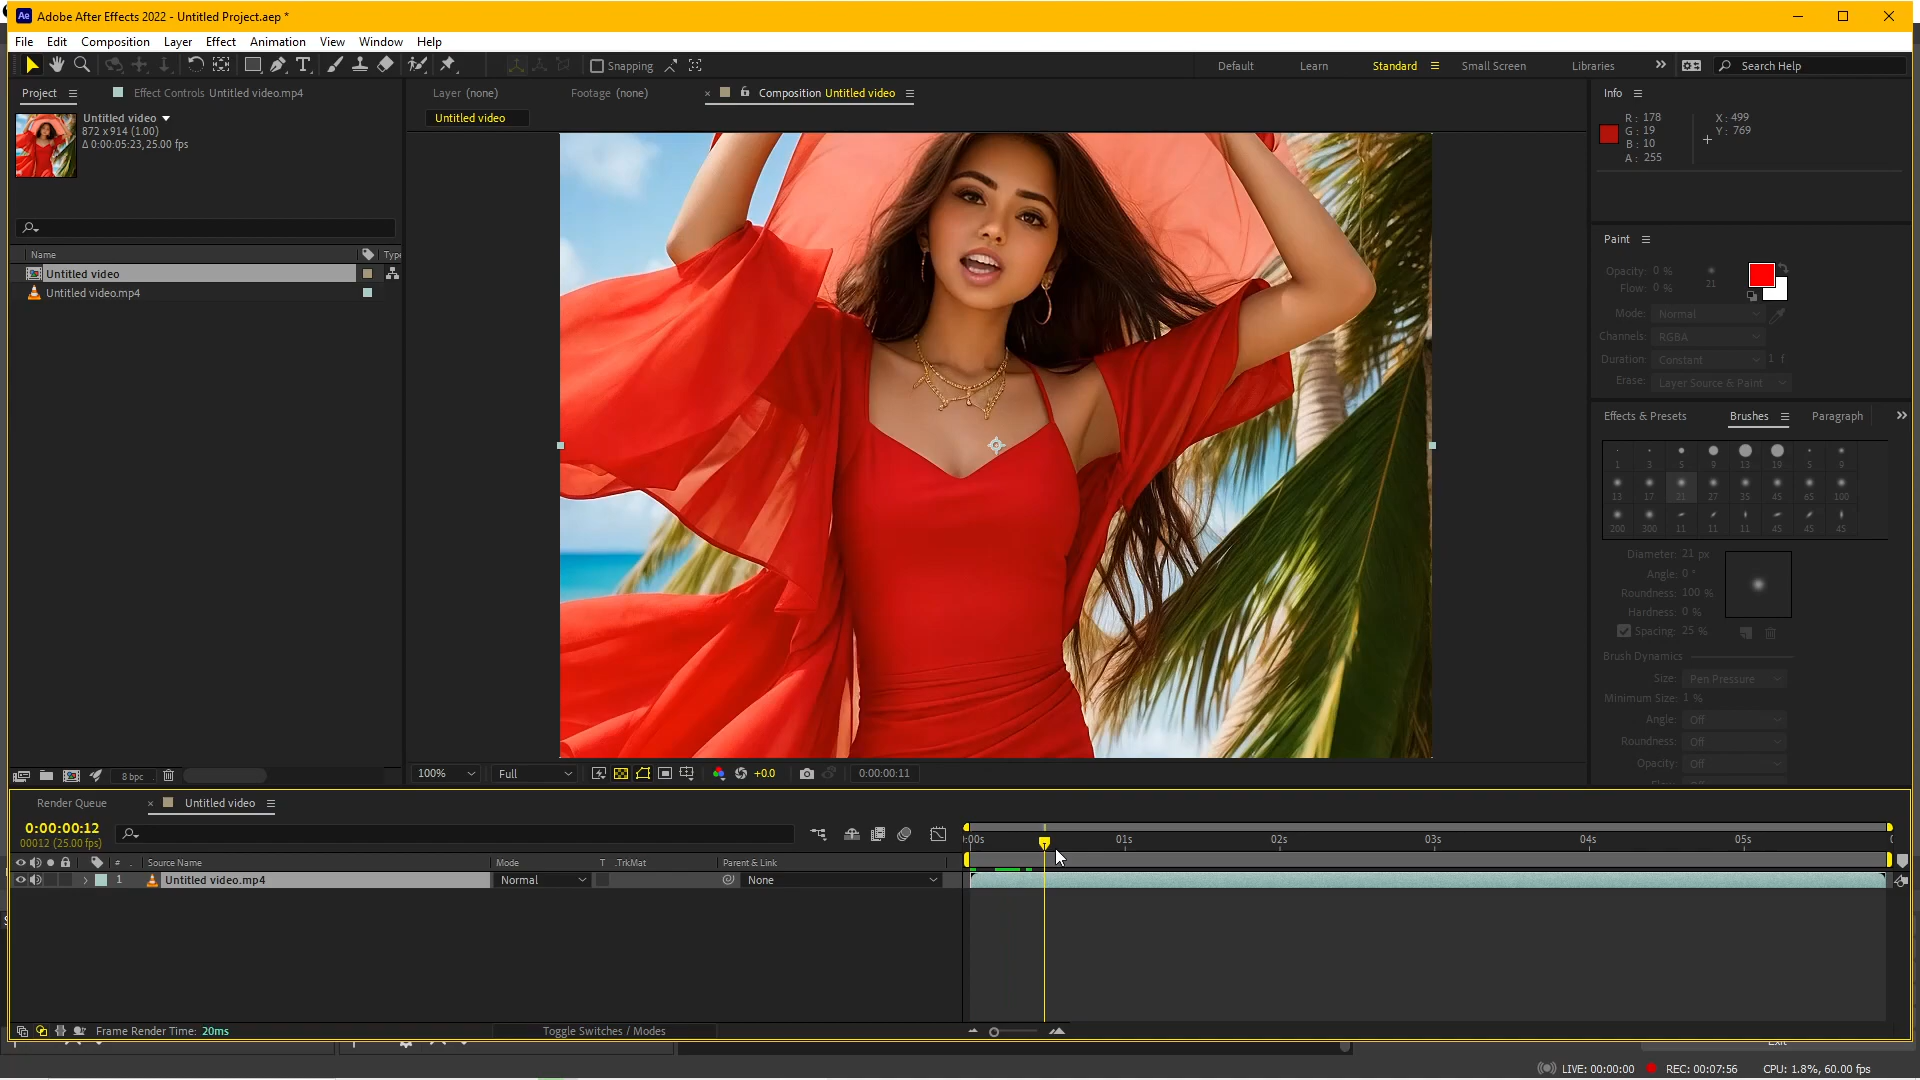 Ae Adobe After Effects 2022 - Untitled Project.aep *
File Edit Composition Layer Effect Animation View Window Help
Snapping
Default Learn Standard Small Screen Libraries Search Help
Project Effect Controls Untitled video.mp4
Untitled video
872 x 914 (1.00)
Δ 0:00:05:23, 25.00 fps
Name Type
Untitled video
Untitled video.mp4
8 bpc
Layer (none) Footage (none) Composition Untitled video
Untitled video
100% Full +0.0 0:00:00:11
Info
R: 178
G: 19
B: 10
A: 255
X: 499
Y: 769
Paint
Opacity: 0 %
Flow: 0 %
21
Mode: Normal
Channels: RGBA
Duration: Constant 1 f
Erase: Layer Source & Paint
Effects & Presets Brushes Paragraph
1 3 5 9 13 19 5 9
13 17 21 27 35 45 65 100
200 300 11 11 11 45 45 45
Diameter: 21 px
Angle: 0 °
Roundness: 100 %
Hardness: 0 %
Spacing: 25 %
Brush Dynamics
Size: Pen Pressure
Minimum Size: 1 %
Angle: Off
Roundness: Off
Opacity: Off
Render Queue Untitled video
0:00:00:12
00012 (25.00 fps)
# Source Name Mode T .TrkMat Parent & Link
1 Untitled video.mp4 Normal None
:00s 01s 02s 03s 04s 05s
Frame Render Time: 20ms Toggle Switches / Modes
LIVE: 00:00:00 REC: 00:07:56 CPU: 1.8%, 60.00 fps